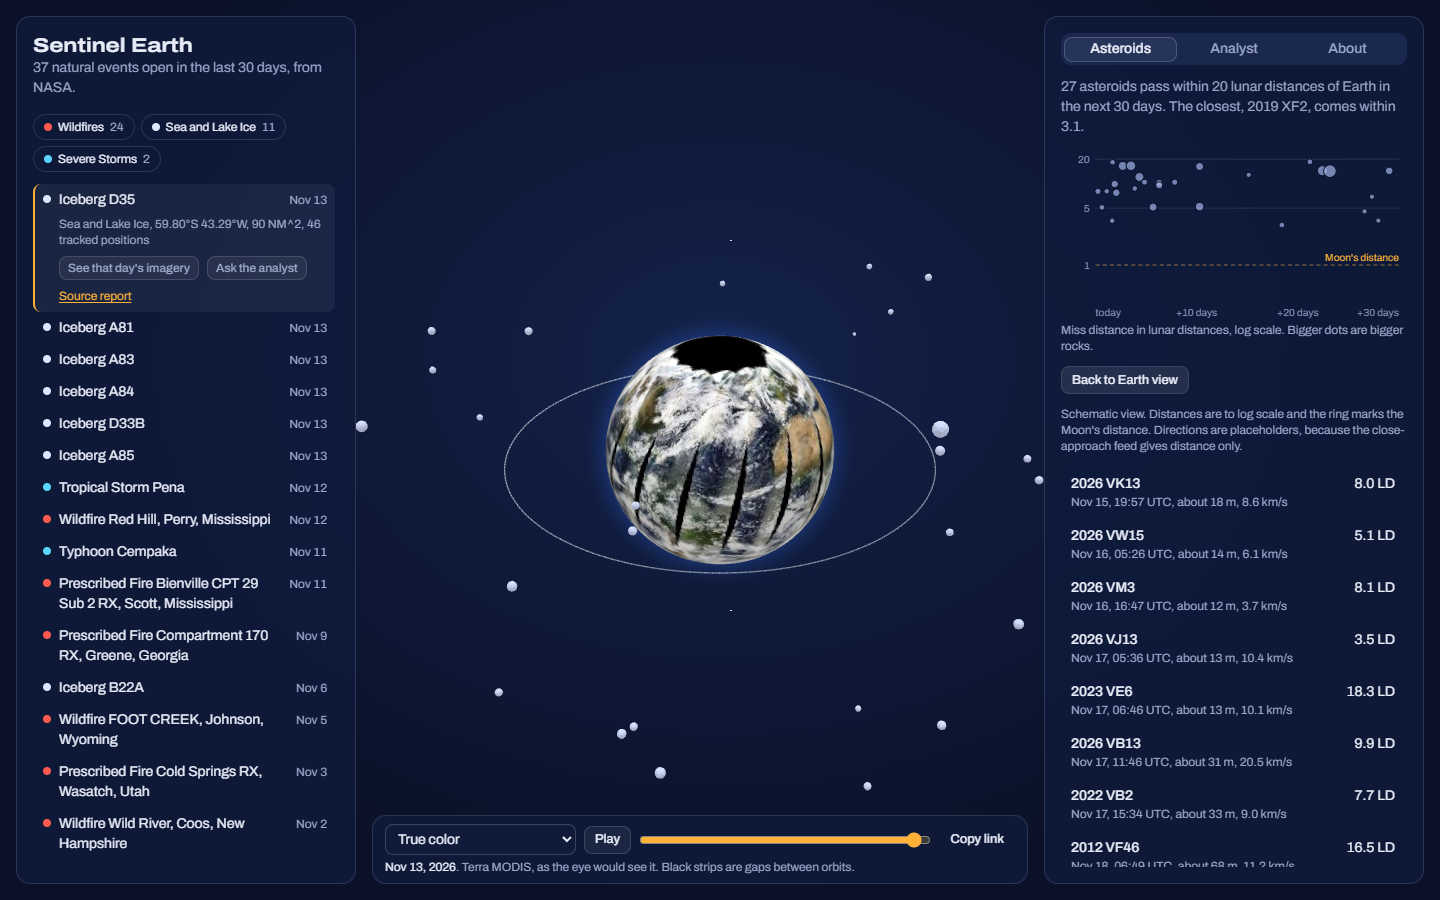 Sentinel Earth
37 natural events open in the last 30 days, from
NASA.
Wildfires 24
Sea and Lake Ice 11
Severe Storms 2
Iceberg D35 Nov 13
Sea and Lake Ice, 59.80°S 43.29°W, 90 NM^2, 46
tracked positions
See that day's imagery
Ask the analyst
Source report
Iceberg A81 Nov 13
Iceberg A83 Nov 13
Iceberg A84 Nov 13
Iceberg D33B Nov 13
Iceberg A85 Nov 13
Tropical Storm Pena Nov 12
Wildfire Red Hill, Perry, Mississippi Nov 12
Typhoon Cempaka Nov 11
Prescribed Fire Bienville CPT 29 Nov 11
Sub 2 RX, Scott, Mississippi
Prescribed Fire Compartment 170 Nov 9
RX, Greene, Georgia
Iceberg B22A Nov 6
Wildfire FOOT CREEK, Johnson, Nov 5
Wyoming
Prescribed Fire Cold Springs RX, Nov 3
Wasatch, Utah
Wildfire Wild River, Coos, New Nov 2
Hampshire
True color
Play
Copy link
Nov 13, 2026. Terra MODIS, as the eye would see it. Black strips are gaps between orbits.
Asteroids
Analyst
About
27 asteroids pass within 20 lunar distances of Earth in
the next 30 days. The closest, 2019 XF2, comes within
3.1.
20
5
Moon's distance
1
today +10 days +20 days +30 days
Miss distance in lunar distances, log scale. Bigger dots are bigger
rocks.
Back to Earth view
Schematic view. Distances are to log scale and the ring marks the
Moon's distance. Directions are placeholders, because the close-
approach feed gives distance only.
2026 VK13 8.0 LD
Nov 15, 19:57 UTC, about 18 m, 8.6 km/s
2026 VW15 5.1 LD
Nov 16, 05:26 UTC, about 14 m, 6.1 km/s
2026 VM3 8.1 LD
Nov 16, 16:47 UTC, about 12 m, 3.7 km/s
2026 VJ13 3.5 LD
Nov 17, 05:36 UTC, about 13 m, 10.4 km/s
2023 VE6 18.3 LD
Nov 17, 06:46 UTC, about 13 m, 10.1 km/s
2026 VB13 9.9 LD
Nov 17, 11:46 UTC, about 31 m, 20.5 km/s
2022 VB2 7.7 LD
Nov 17, 15:34 UTC, about 33 m, 9.0 km/s
2012 VF46 16.5 LD
Nov 18, 06:49 UTC, about 68 m, 11.2 km/s